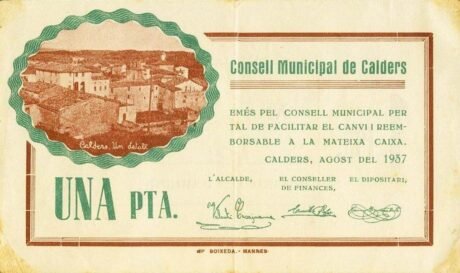 Consell Municipal de Calders
EMÉS PEL CONSELL MUNICIPAL PER
TAL DE FACILITAR EL CANVI I REEM-
BORSABLE A LA MATEIXA CAIXA.
CALDERS, AGOST DEL 1937
L'ALCALDE,
EL CONSELLER
DE FINANCES,
EL DIPOSITARI,
Calders. Un detall
UNA PTA.
BOIXEDA.-MANRESA